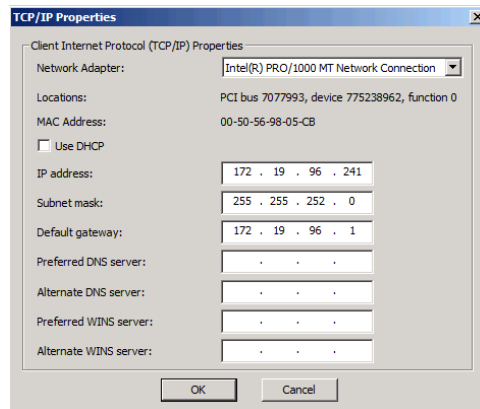 TCP/IP Properties
Client Internet Protocol (TCP/IP) Properties
Network Adapter: Intel(R) PRO/1000 MT Network Connection
Locations: PCI bus 7077993, device 775238962, function 0
MAC Address: 00-50-56-98-05-CB
Use DHCP
IP address: 172 . 19 . 96 . 241
Subnet mask: 255 . 255 . 252 . 0
Default gateway: 172 . 19 . 96 . 1
Preferred DNS server: . . .
Alternate DNS server: . . .
Preferred WINS server: . . .
Alternate WINS server: . . .
OK Cancel